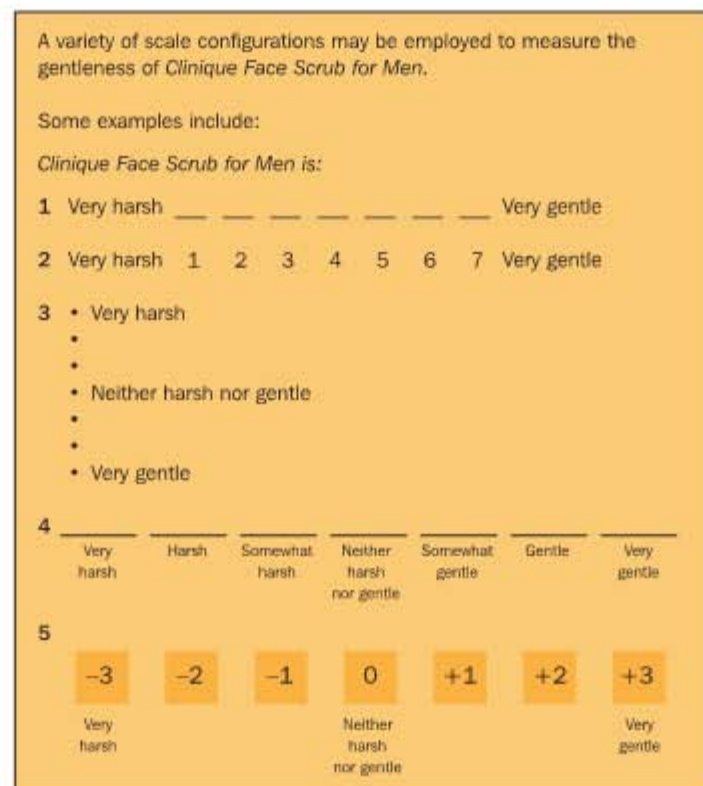 A variety of scale configurations may be employed to measure the
gentleness of Clinique Face Scrub for Men.
Some examples include:
Clinique Face Scrub for Men is:
1 Very harsh __ __ __ __ __ __ __ Very gentle
2 Very harsh 1 2 3 4 5 6 7 Very gentle
3 • Very harsh
•
•
• Neither harsh nor gentle
•
•
• Very gentle
4
Very harsh
Harsh
Somewhat harsh
Neither harsh nor gentle
Somewhat gentle
Gentle
Very gentle
5
–3 –2 –1 0 +1 +2 +3
Very harsh
Neither harsh nor gentle
Very gentle